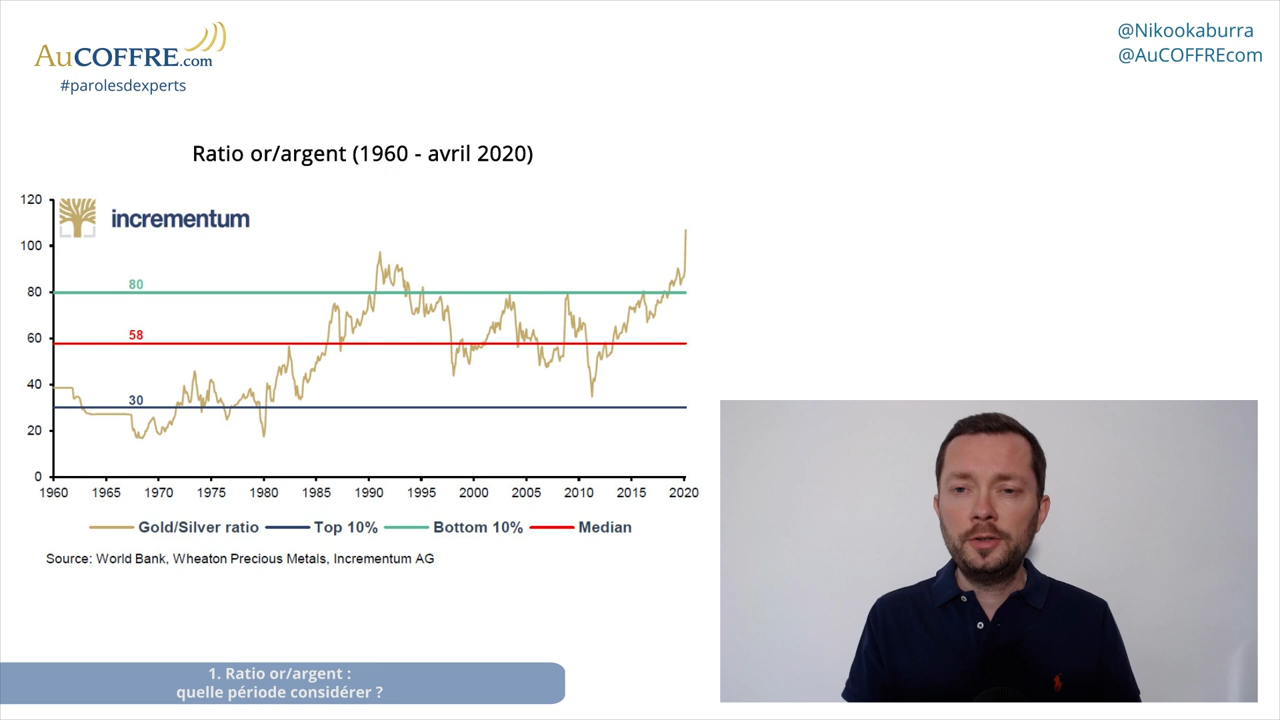 AuCOFFRE.com
#parolesdexperts
@Nikookaburra
@AuCOFFREcom
Ratio or/argent (1960 - avril 2020)
incrementum
120
100
80
60
40
20
0
80
58
30
1960 1965 1970 1975 1980 1985 1990 1995 2000 2005 2010 2015 2020
Gold/Silver ratio Top 10% Bottom 10% Median
Source: World Bank, Wheaton Precious Metals, Incrementum AG
1. Ratio or/argent :
quelle période considérer ?